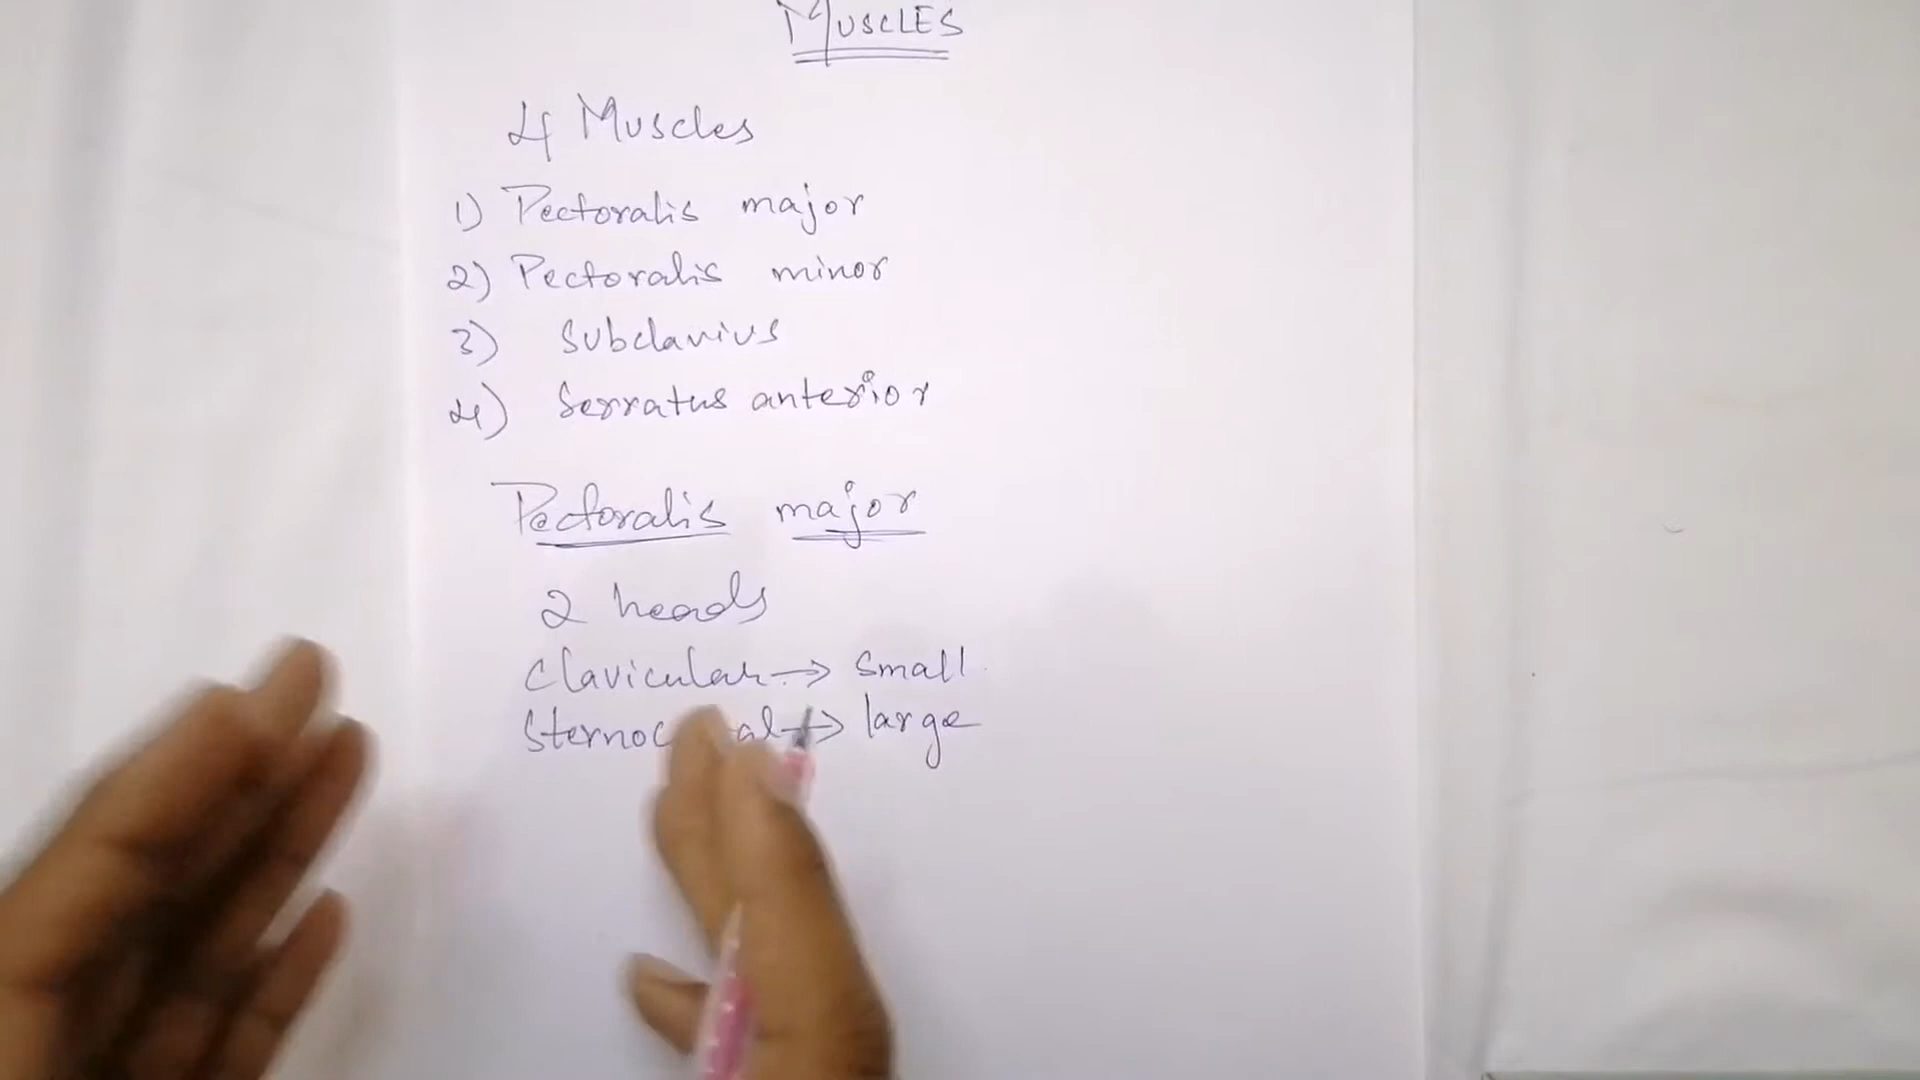 MUSCLES
4 Muscles
1) Pectoralis major
2) Pectoralis minor
3) Subclavius
4) Serratus anterior
Pectoralis major
2 heads
Clavicular → small
→ large